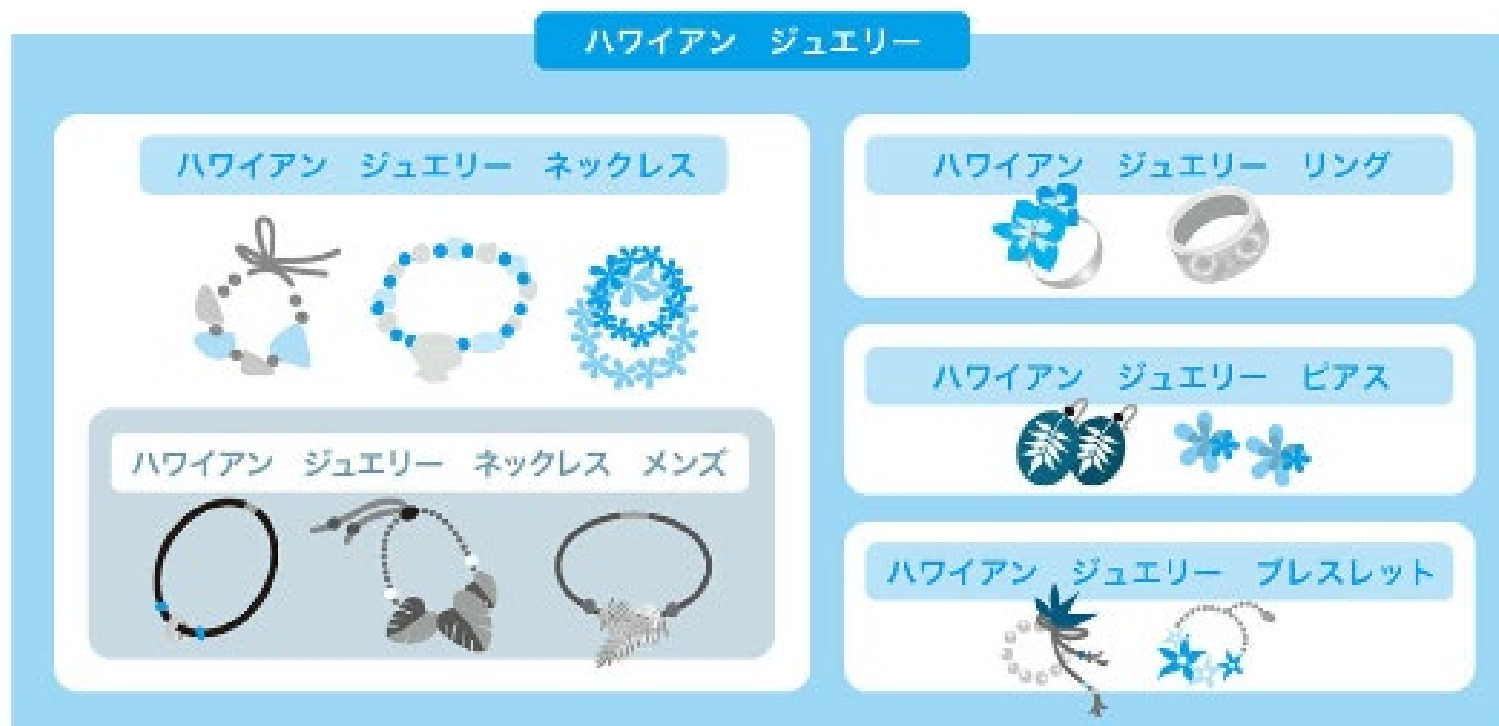 ハワイアン　ジュエリー
ハワイアン　ジュエリー　ネックレス
ハワイアン　ジュエリー　ネックレス　メンズ
ハワイアン　ジュエリー　リング
ハワイアン　ジュエリー　ピアス
ハワイアン　ジュエリー　ブレスレット